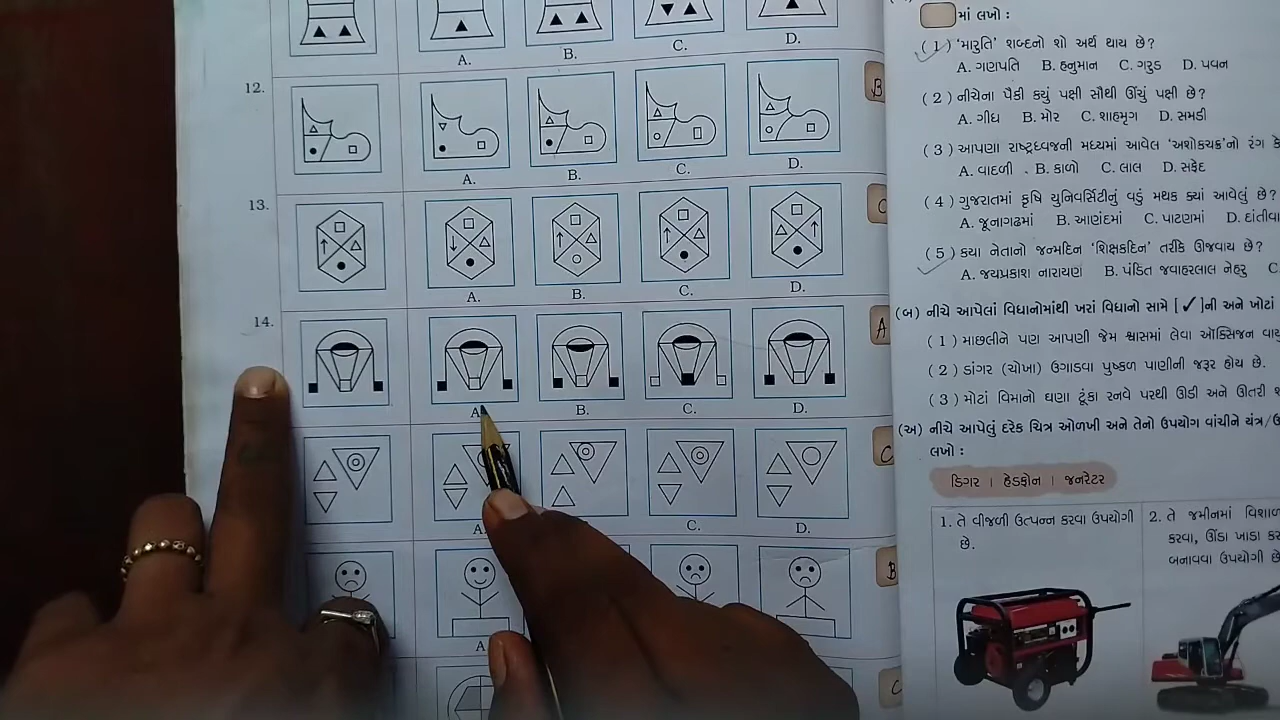 A.
B.
C.
D.
12.
A.
B.
C.
D.
B
13.
A.
B.
C.
D.
C
14.
A
B.
C.
D.
A
A.
C.
D.
C
A
B
C
માં લખો :
( 1 ) ‘મારુતિ’ શબ્દનો શો અર્થ થાય છે?
A. ગણપતિ B. હનુમાન C. ગરુડ D. પવન
( 2 ) નીચેના પૈકી કયું પક્ષી સૌથી ઊંચું પક્ષી છે?
A. ગીધ B. મોર C. શાહમૃગ D. સમડી
( 3 ) આપણા રાષ્ટ્રધ્વજની મધ્યમાં આવેલ ‘અશોકચક્ર’નો રંગ
A. વાદળી B. કાળો C. લાલ D. સફેદ
( 4 ) ગુજરાતમાં કૃષિ યુનિવર્સિટીનું વડું મથક ક્યાં આવેલું છે?
A. જૂનાગઢમાં B. આણંદમાં C. પાટણમાં D.
( 5 ) કયા નેતાનો જન્મદિન ‘શિક્ષકદિન’ તરીકે ઊજવાય છે?
A. જયપ્રકાશ નારાયણ B. પંડિત જવાહરલાલ નેહરુ C
(બ) નીચે આપેલાં વિધાનોમાંથી ખરાં વિધાનો સામે [✓]ની અને ખોટાં
( 1 ) માછલીને પણ આપણી જેમ શ્વાસમાં લેવા ઑક્સિજન
( 2 ) ડાંગર (ચોખા) ઉગાડવા પુષ્કળ પાણીની જરૂર હોય છે.
( 3 ) મોટાં વિમાનો ઘણા ટૂંકા રનવે પરથી ઊડી અને ઊતરી
(અ) નીચે આપેલું દરેક ચિત્ર ઓળખી અને તેનો ઉપયોગ વાંચીને યંત્ર/
લખો :
ડિગર । હેડફોન । જનરેટર
1. તે વીજળી ઉત્પન્ન કરવા ઉપયોગી
છે.
2. તે જમીનમાં વિશાળ
કરવા, ઊંડા ખાડા
બનાવવા ઉપયોગી છે